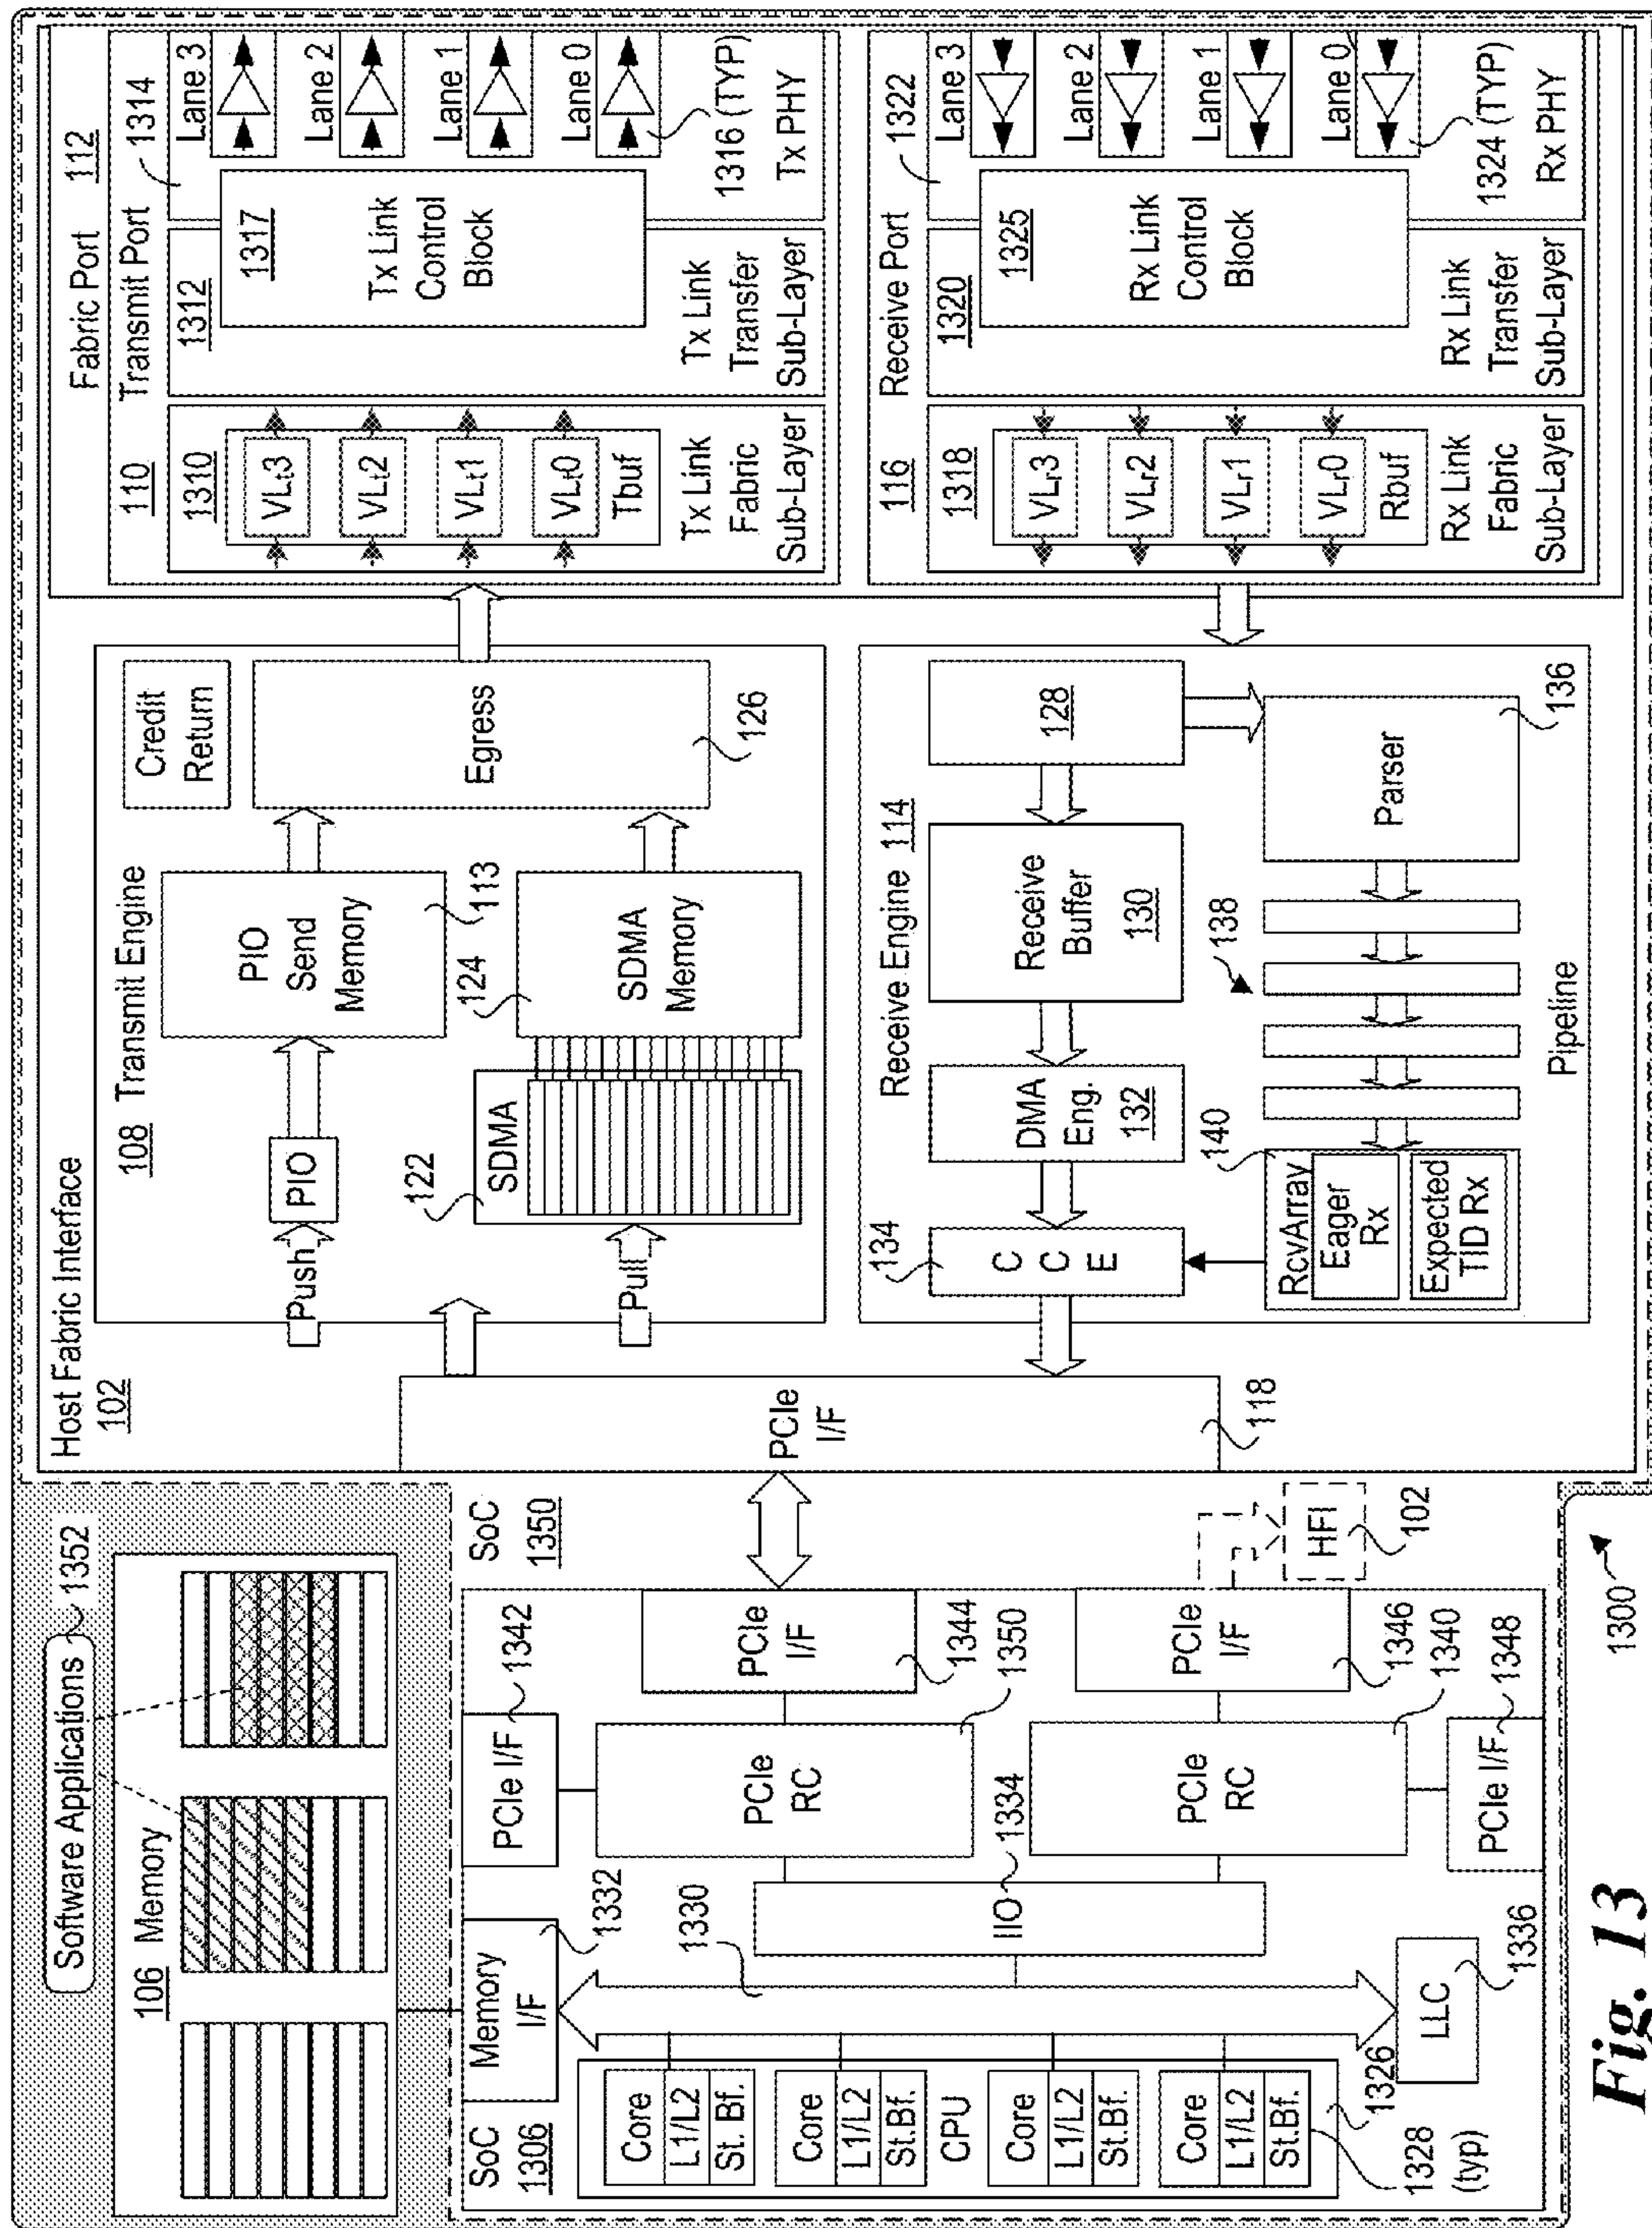 Software Applications
1352
106 Memory
SoC
1306
Memory
I/F
1332
PCIe I/F
1342
SoC
1350
Core
L1/L2
St. Bf.
Core
L1/L2
St.Bf.
CPU
Core
L1/L2
St.Bf.
Core
L1/L2
St.Bf.
1328
(typ)
1326
1330
IIO
1334
LLC
1336
PCIe
RC
1350
PCIe
RC
1340
PCIe
I/F
1344
PCIe
I/F
1346
PCIe I/F
1348
HFI
102
Host Fabric Interface
102
PCIe
I/F
118
108 Transmit Engine
Push
PIO
PIO
Send
Memory
113
Pull
122
SDMA
124
SDMA
Memory
Credit
Return
Egress
126
Receive Engine 114
134
C
C
E
DMA
Eng.
132
Receive
Buffer
130
128
140
RcvArray
Eager
Rx
Expected
TID Rx
138
Pipeline
Parser
136
Fabric Port 112
110 Transmit Port
1310
VLt3
VLt2
VLt1
VLt0
Tbuf
Tx Link
Fabric
Sub-Layer
1312
1317
Tx Link
Control
Block
Tx Link
Transfer
Sub-Layer
1314
Lane 3
Lane 2
Lane 1
Lane 0
1316 (TYP)
Tx PHY
116 Receive Port
1318
VLr3
VLr2
VLr1
VLr0
Rbuf
Rx Link
Fabric
Sub-Layer
1320
1325
Rx Link
Control
Block
Rx Link
Transfer
Sub-Layer
1322
Lane 3
Lane 2
Lane 1
Lane 0
1324 (TYP)
Rx PHY
1300
Fig. 13